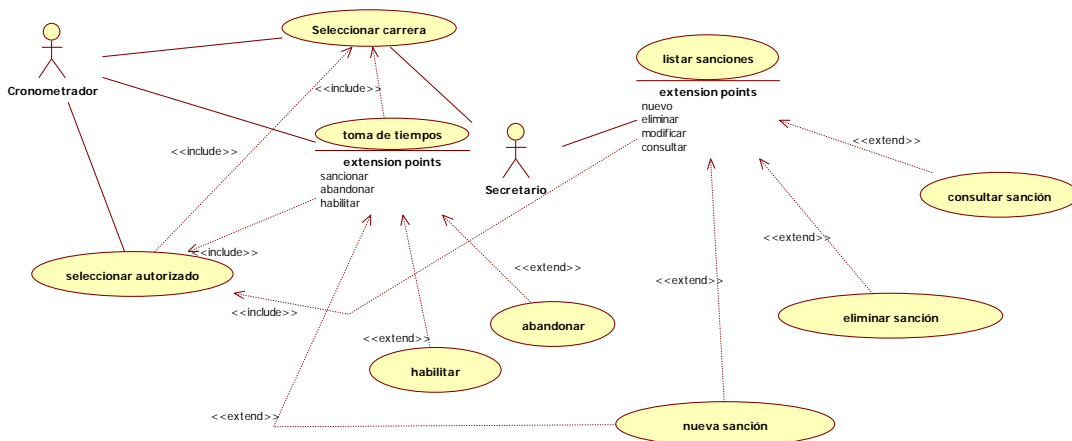 Seleccionar carrera
listar sanciones
Cronometrador
<<include>>
extension points
nuevo
eliminar
modificar
consultar
toma de tiempos
<<include>>
extension points
sancionar
abandonar
habilitar
Secretario
<<extend>>
consultar sanción
<<extend>>
<<include>>
seleccionar autorizado
<<extend>>
<<extend>>
<<include>>
abandonar
eliminar sanción
<<extend>>
habilitar
<<extend>>
nueva sanción